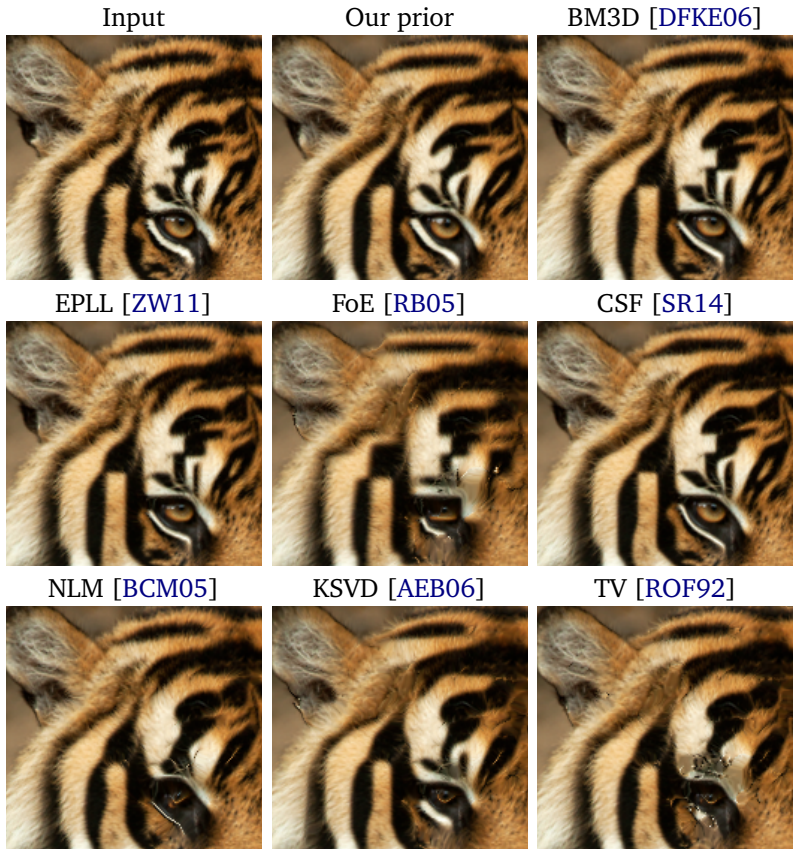 Input Our prior BM3D [DFKE06]
EPLL [ZW11] FoE [RB05] CSF [SR14]
NLM [BCM05] KSVD [AEB06] TV [ROF92]